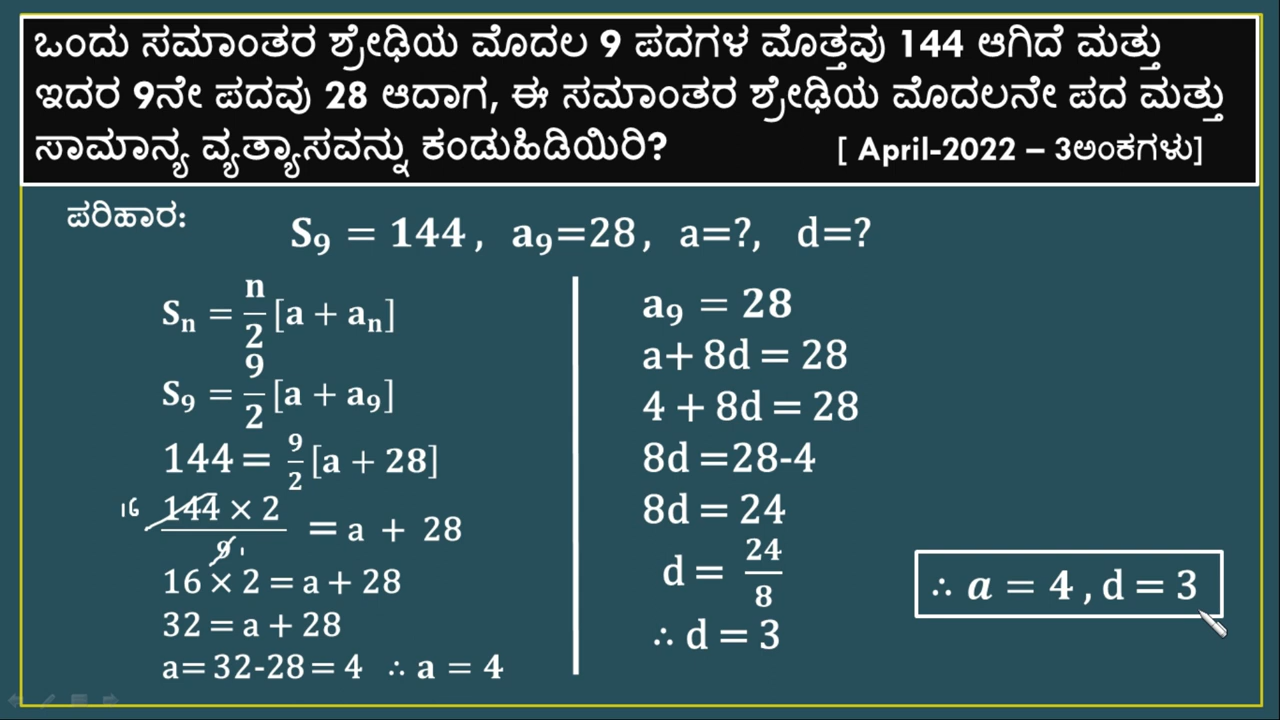 ಒಂದು ಸಮಾಂತರ ಶ್ರೇಢಿಯ ಮೊದಲ 9 ಪದಗಳ ಮೊತ್ತವು 144 ಆಗಿದೆ ಮತ್ತು
ಇದರ 9ನೇ ಪದವು 28 ಆದಾಗ, ಈ ಸಮಾಂತರ ಶ್ರೇಢಿಯ ಮೊದಲನೇ ಪದ ಮತ್ತು
ಸಾಮಾನ್ಯ ವ್ಯತ್ಯಾಸವನ್ನು ಕಂಡುಹಿಡಿಯಿರಿ? [ April-2022 – 3ಅಂಕಗಳು]
ಪರಿಹಾರ:
S₉ = 144 , a₉=28, a=?, d=?
Sₙ = n/2 [a + aₙ]
S₉ = 9/2 [a + a₉]
144 = 9/2 [a + 28]
16 144 × 2 / 9 1 = a + 28
16 × 2 = a + 28
32 = a + 28
a= 32-28 = 4 ∴ a = 4
a₉ = 28
a+ 8d = 28
4 + 8d = 28
8d =28-4
8d = 24
d = 24/8
∴ d = 3
∴ a = 4 , d = 3